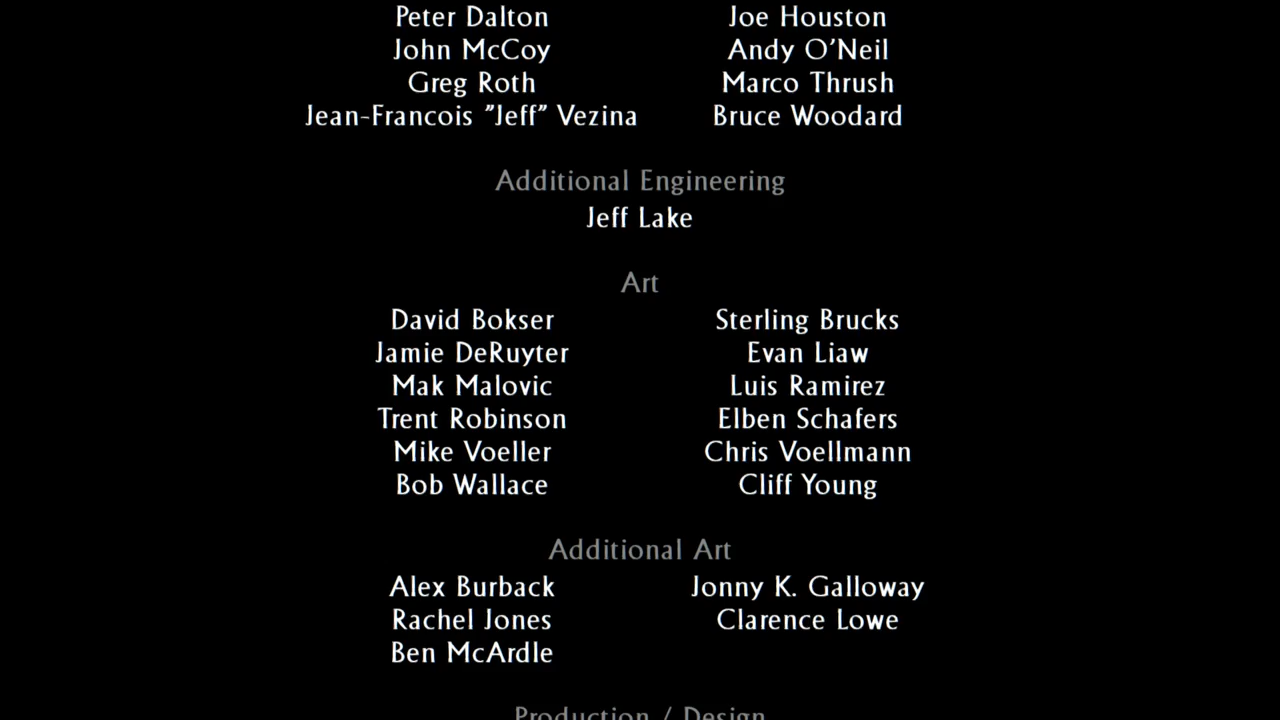 Peter Dalton Joe Houston
John McCoy Andy O'Neil
Greg Roth Marco Thrush
Jean-Francois "Jeff" Vezina Bruce Woodard
Additional Engineering
Jeff Lake
Art
David Bokser Sterling Brucks
Jamie DeRuyter Evan Liaw
Mak Malovic Luis Ramirez
Trent Robinson Elben Schafers
Mike Voeller Chris Voellmann
Bob Wallace Cliff Young
Additional Art
Alex Burback Jonny K. Galloway
Rachel Jones Clarence Lowe
Ben McArdle
Production / Design